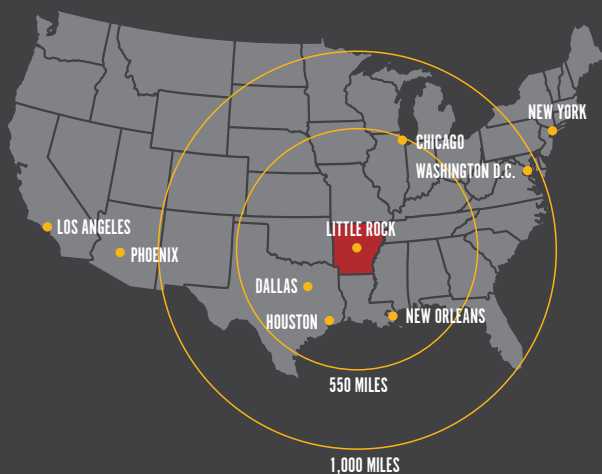 NEW YORK
CHICAGO
WASHINGTON D.C.
LOS ANGELES
LITTLE ROCK
PHOENIX
DALLAS
HOUSTON
NEW ORLEANS
550 MILES
1,000 MILES